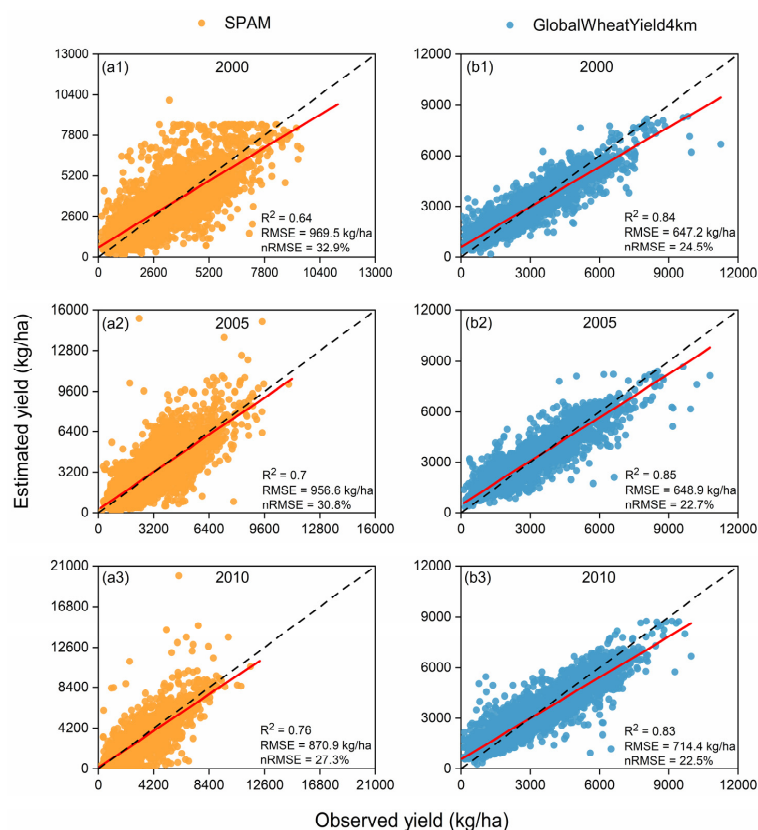 SPAM
GlobalWheatYield4km
Estimated yield (kg/ha)
(a1)
2000
13000
10400
7800
5200
2600
0
R² = 0.64
RMSE = 969.5 kg/ha
nRMSE = 32.9%
0 2600 5200 7800 10400 13000
(b1)
2000
12000
9000
6000
3000
0
R² = 0.84
RMSE = 647.2 kg/ha
nRMSE = 24.5%
0 3000 6000 9000 12000
(a2)
2005
16000
12800
9600
6400
3200
0
R² = 0.7
RMSE = 956.6 kg/ha
nRMSE = 30.8%
0 3200 6400 9600 12800 16000
(b2)
2005
12000
9000
6000
3000
0
R² = 0.85
RMSE = 648.9 kg/ha
nRMSE = 22.7%
0 3000 6000 9000 12000
(a3)
2010
21000
16800
12600
8400
4200
0
R² = 0.76
RMSE = 870.9 kg/ha
nRMSE = 27.3%
0 4200 8400 12600 16800 21000
(b3)
2010
12000
9000
6000
3000
0
R² = 0.83
RMSE = 714.4 kg/ha
nRMSE = 22.5%
0 3000 6000 9000 12000
Observed yield (kg/ha)